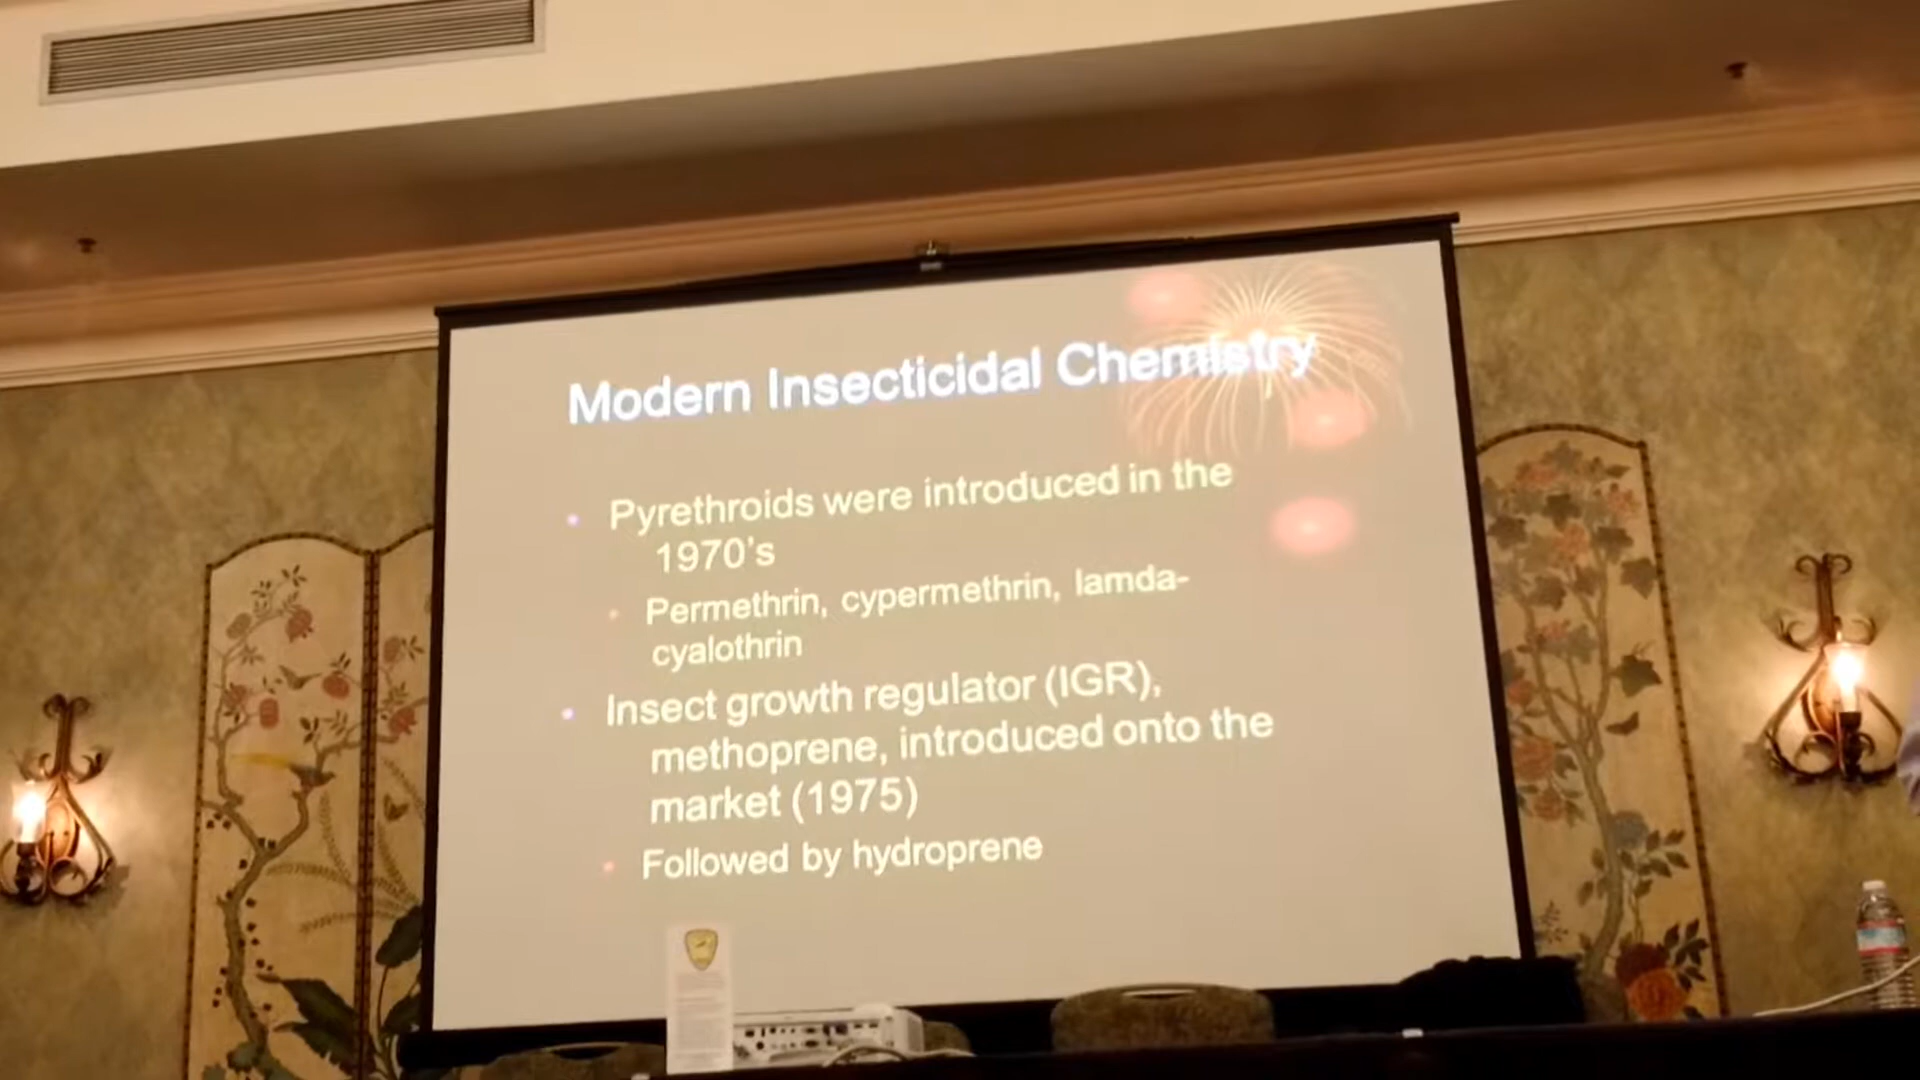 Modern Insecticidal Chemistry
• Pyrethroids were introduced in the
1970's
• Permethrin, cypermethrin, lamda-
cyalothrin
• Insect growth regulator (IGR),
methoprene, introduced onto the
market (1975)
• Followed by hydroprene